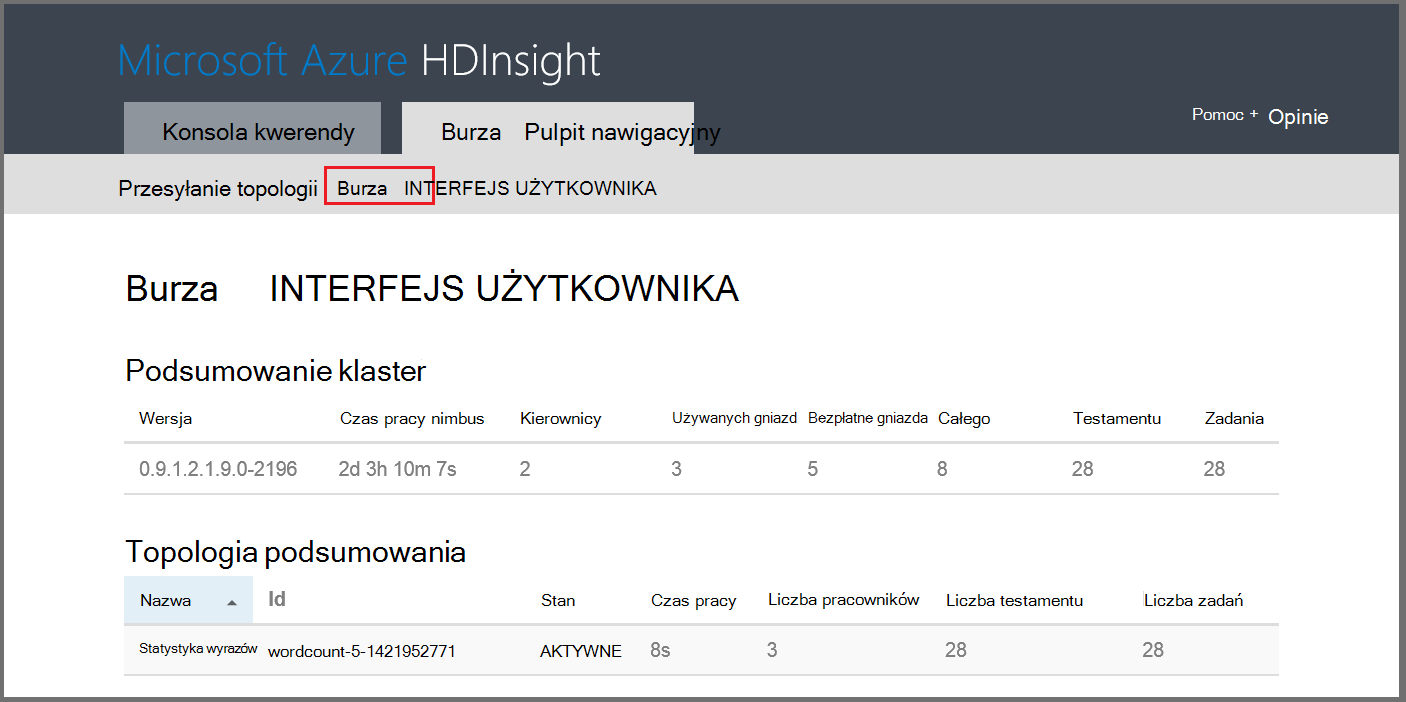 Microsoft Azure HDInsight
Konsola kwerendy Burza Pulpit nawigacyjny Pomoc + Opinie
Przesyłanie topologii Burza INTERFEJS UŻYTKOWNIKA
Burza INTERFEJS UŻYTKOWNIKA
Podsumowanie klaster
Wersja Czas pracy nimbus Kierownicy Używanych gniazd Bezpłatne gniazda Całego Testamentu Zadania
0.9.1.2.1.9.0-2196 2d 3h 10m 7s 2 3 5 8 28 28
Topologia podsumowania
Nazwa Id Stan Czas pracy Liczba pracowników Liczba testamentu Liczba zadań
Statystyka wyrazów wordcount-5-1421952771 AKTYWNE 8s 3 28 28